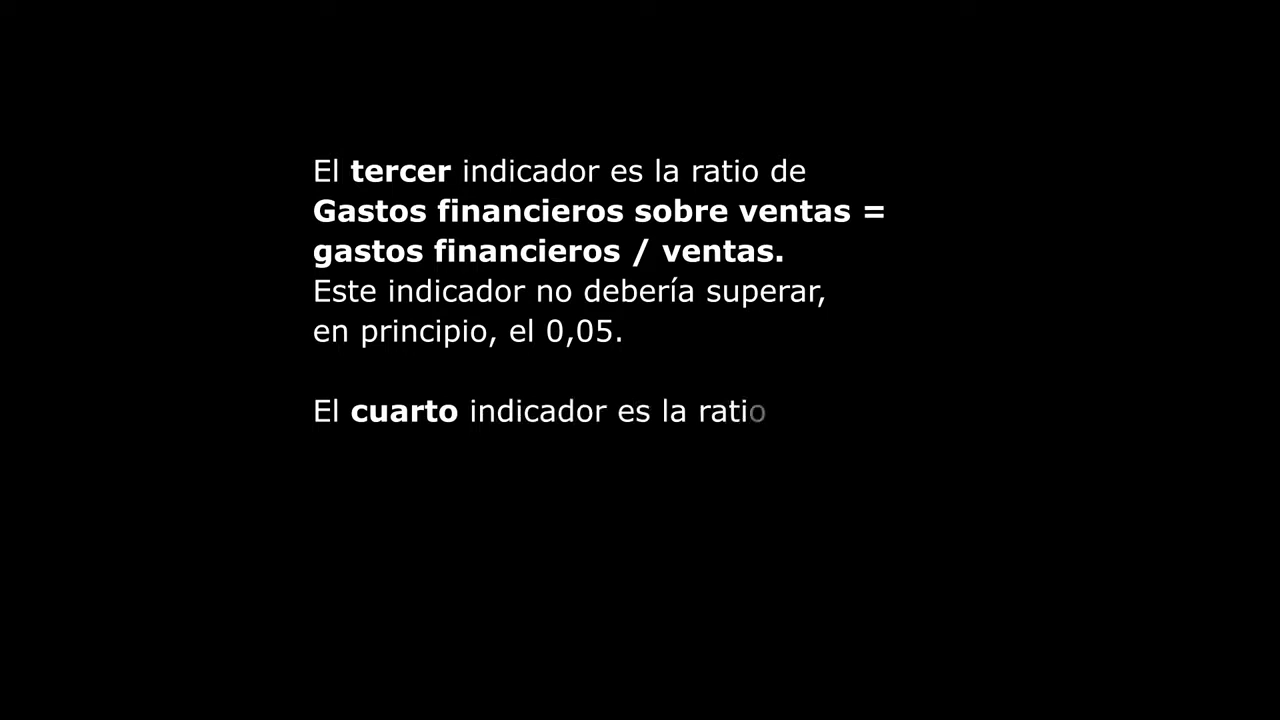 El tercer indicador es la ratio de
Gastos financieros sobre ventas =
gastos financieros / ventas.
Este indicador no debería superar,
en principio, el 0,05.
El cuarto indicador es la ratio